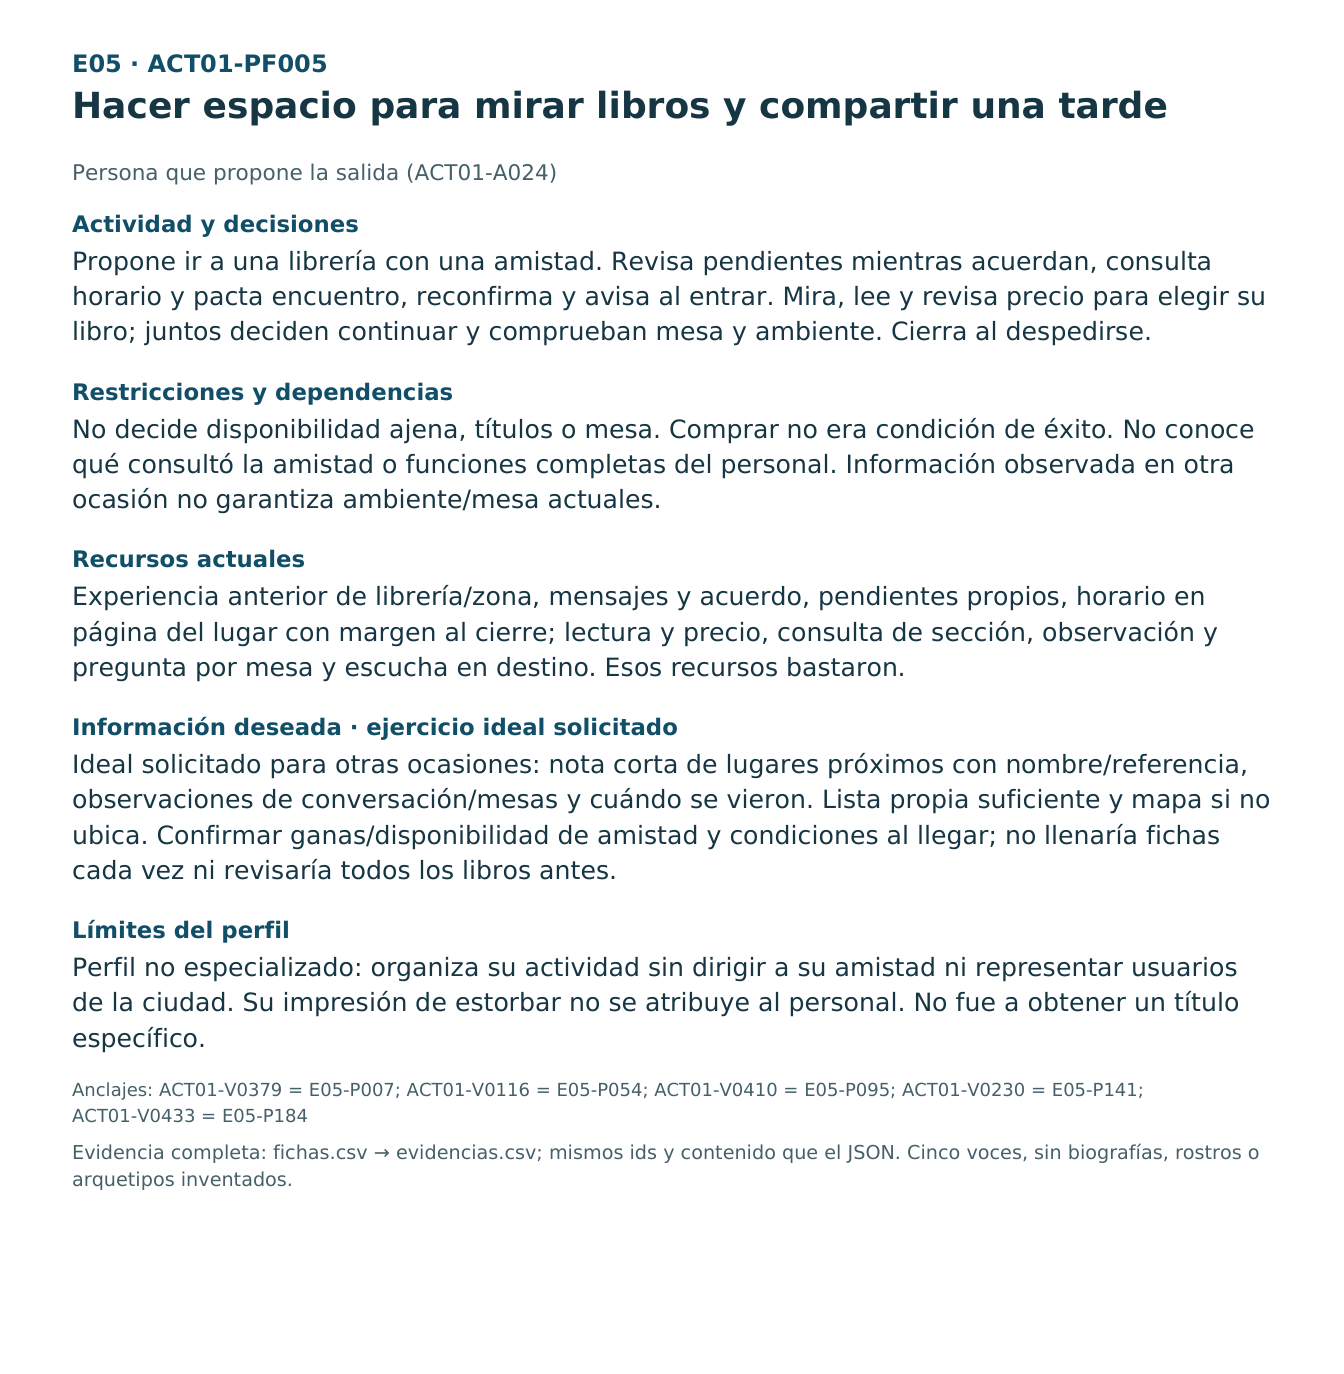 E05 · ACT01-PF005
Hacer espacio para mirar libros y compartir una tarde
Persona que propone la salida (ACT01-A024)
Actividad y decisiones
Propone ir a una librería con una amistad. Revisa pendientes mientras acuerdan, consulta
horario y pacta encuentro, reconfirma y avisa al entrar. Mira, lee y revisa precio para elegir su
libro; juntos deciden continuar y comprueban mesa y ambiente. Cierra al despedirse.
Restricciones y dependencias
No decide disponibilidad ajena, títulos o mesa. Comprar no era condición de éxito. No conoce
qué consultó la amistad o funciones completas del personal. Información observada en otra
ocasión no garantiza ambiente/mesa actuales.
Recursos actuales
Experiencia anterior de librería/zona, mensajes y acuerdo, pendientes propios, horario en
página del lugar con margen al cierre; lectura y precio, consulta de sección, observación y
pregunta por mesa y escucha en destino. Esos recursos bastaron.
Información deseada · ejercicio ideal solicitado
Ideal solicitado para otras ocasiones: nota corta de lugares próximos con nombre/referencia,
observaciones de conversación/mesas y cuándo se vieron. Lista propia suficiente y mapa si no
ubica. Confirmar ganas/disponibilidad de amistad y condiciones al llegar; no llenaría fichas
cada vez ni revisaría todos los libros antes.
Límites del perfil
Perfil no especializado: organiza su actividad sin dirigir a su amistad ni representar usuarios
de la ciudad. Su impresión de estorbar no se atribuye al personal. No fue a obtener un título
específico.
Anclajes: ACT01-V0379 = E05-P007; ACT01-V0116 = E05-P054; ACT01-V0410 = E05-P095; ACT01-V0230 = E05-P141;
ACT01-V0433 = E05-P184
Evidencia completa: fichas.csv → evidencias.csv; mismos ids y contenido que el JSON. Cinco voces, sin biografías, rostros o
arquetipos inventados.